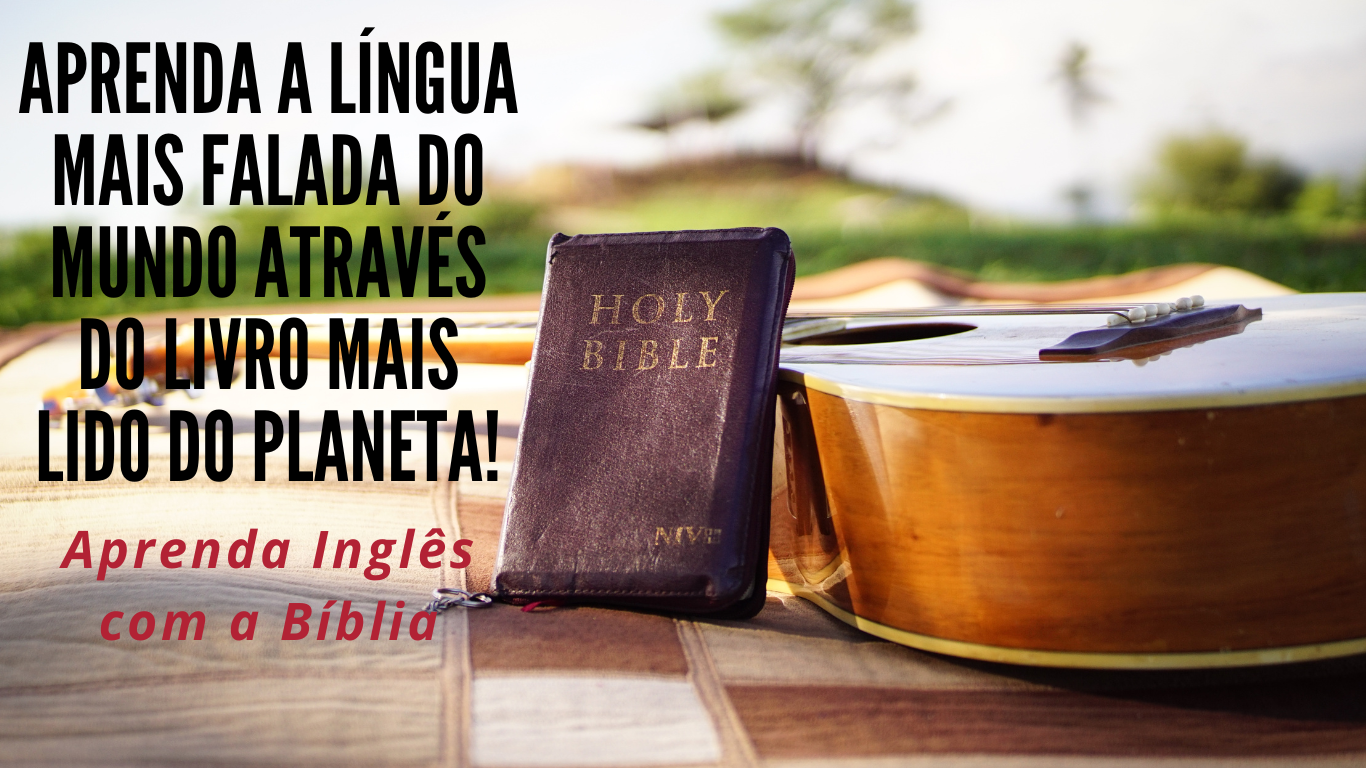 APRENDA A LÍNGUA
MAIS FALADA DO
MUNDO ATRAVÉS
DO LIVRO MAIS
LIDO DO PLANETA!
Aprenda Inglês
com a Bíblia
HOLY
BIBLE
NIV